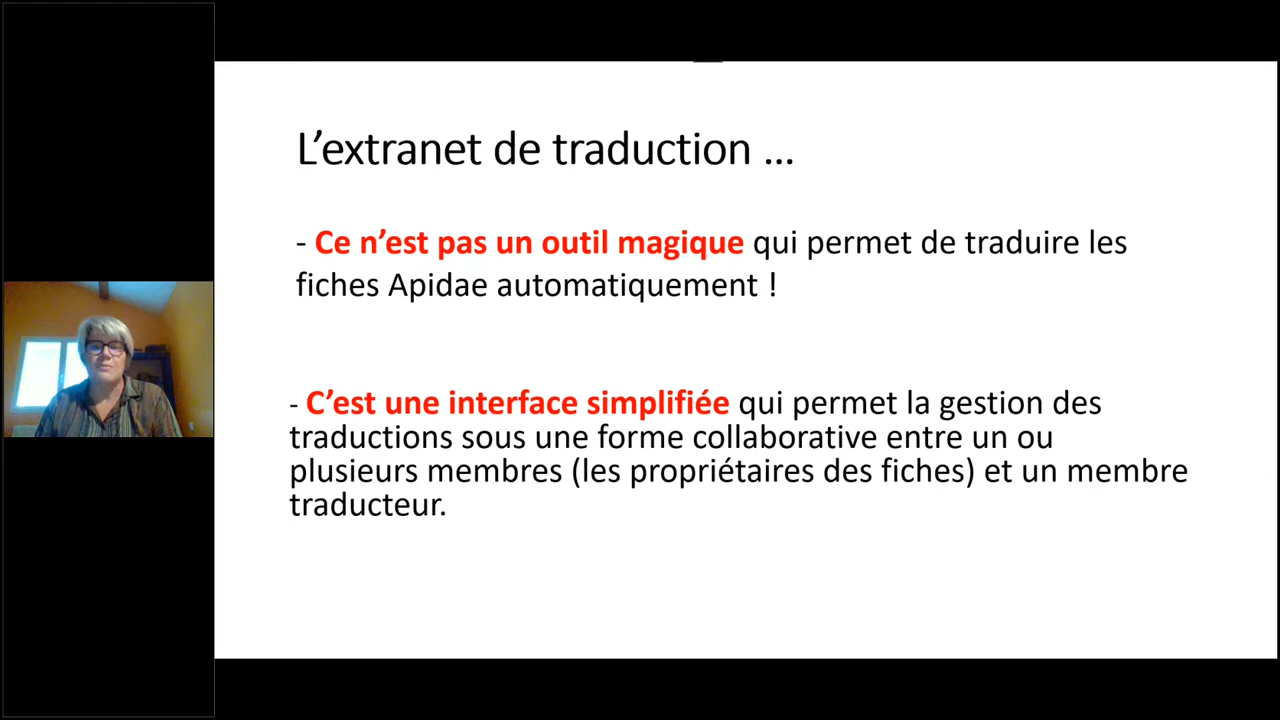 L’extranet de traduction ...
- Ce n’est pas un outil magique qui permet de traduire les
fiches Apidae automatiquement !
- C’est une interface simplifiée qui permet la gestion des
traductions sous une forme collaborative entre un ou
plusieurs membres (les propriétaires des fiches) et un membre
traducteur.